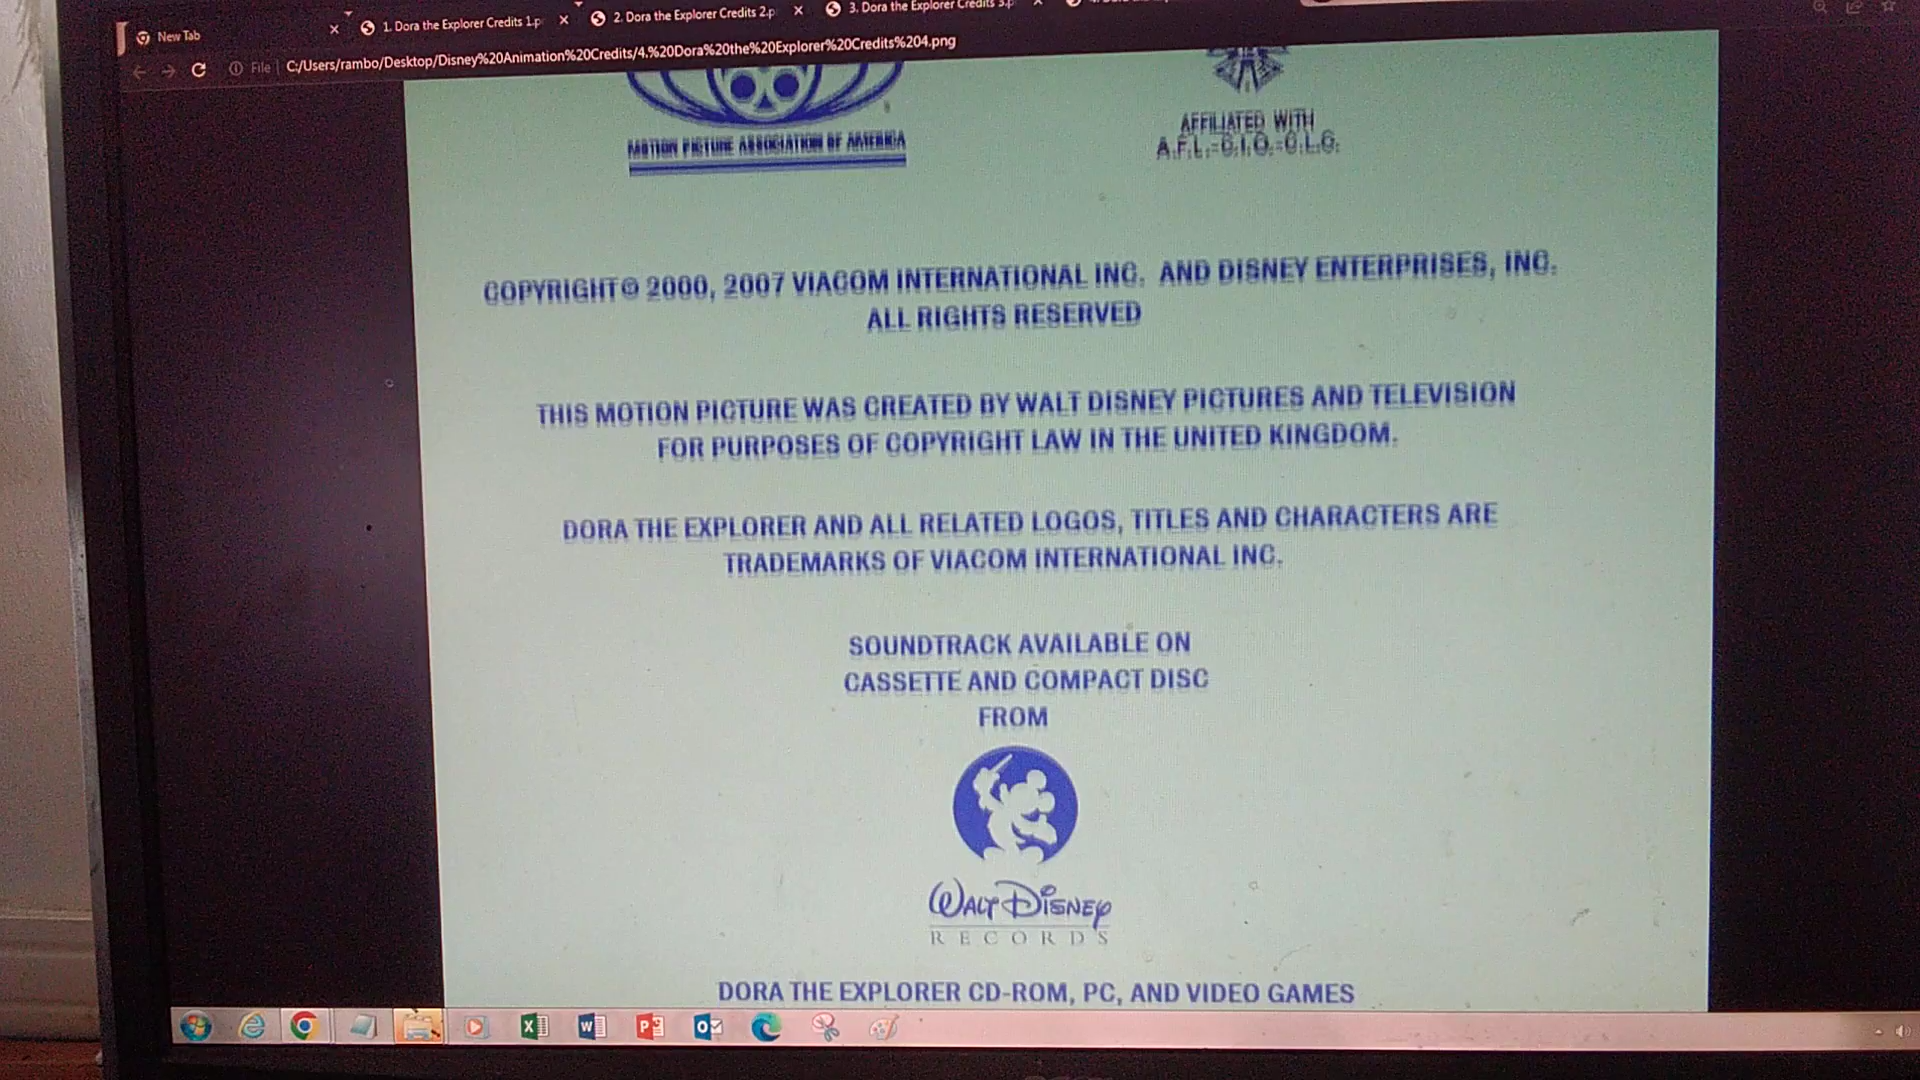 New Tab
1. Dora the Explorer Credits 1.p
2. Dora the Explorer Credits 2.p
3. Dora the Explorer Credits 3.p
File C:/Users/rambo/Desktop/Disney%20Animation%20Credits/4.%20Dora%20the%20Explorer%20Credits%204.png
MOTION PICTURE ASSOCIATION OF AMERICA
AFFILIATED WITH
A.F.L.-C.I.O.-C.L.C.
COPYRIGHT© 2000, 2007 VIACOM INTERNATIONAL INC. AND DISNEY ENTERPRISES, INC.
ALL RIGHTS RESERVED
THIS MOTION PICTURE WAS CREATED BY WALT DISNEY PICTURES AND TELEVISION
FOR PURPOSES OF COPYRIGHT LAW IN THE UNITED KINGDOM.
DORA THE EXPLORER AND ALL RELATED LOGOS, TITLES AND CHARACTERS ARE
TRADEMARKS OF VIACOM INTERNATIONAL INC.
SOUNDTRACK AVAILABLE ON
CASSETTE AND COMPACT DISC
FROM
WALT DISNEY
RECORDS
DORA THE EXPLORER CD-ROM, PC, AND VIDEO GAMES